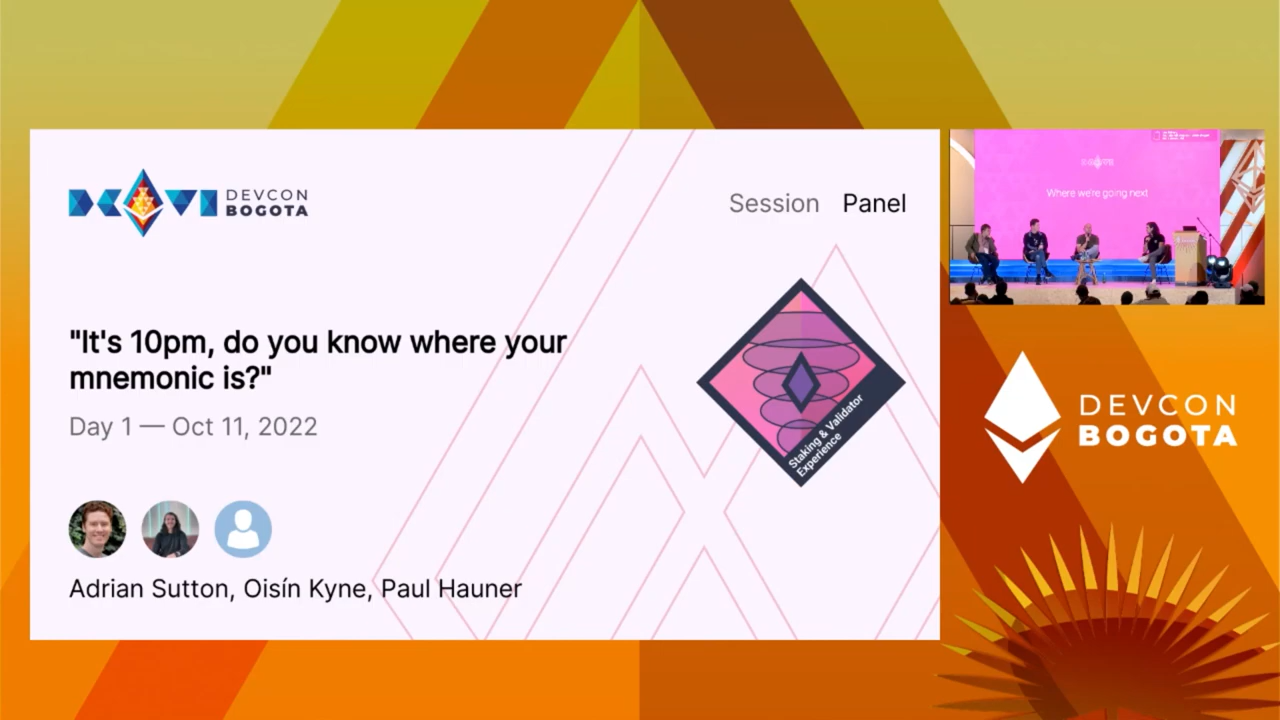 DEVCON
BOGOTA
Session Panel
"It's 10pm, do you know where your
mnemonic is?"
Day 1 — Oct 11, 2022
Staking & Validator
Experience
Adrian Sutton, Oisín Kyne, Paul Hauner
Where we're going next
DEVCON
BOGOTA